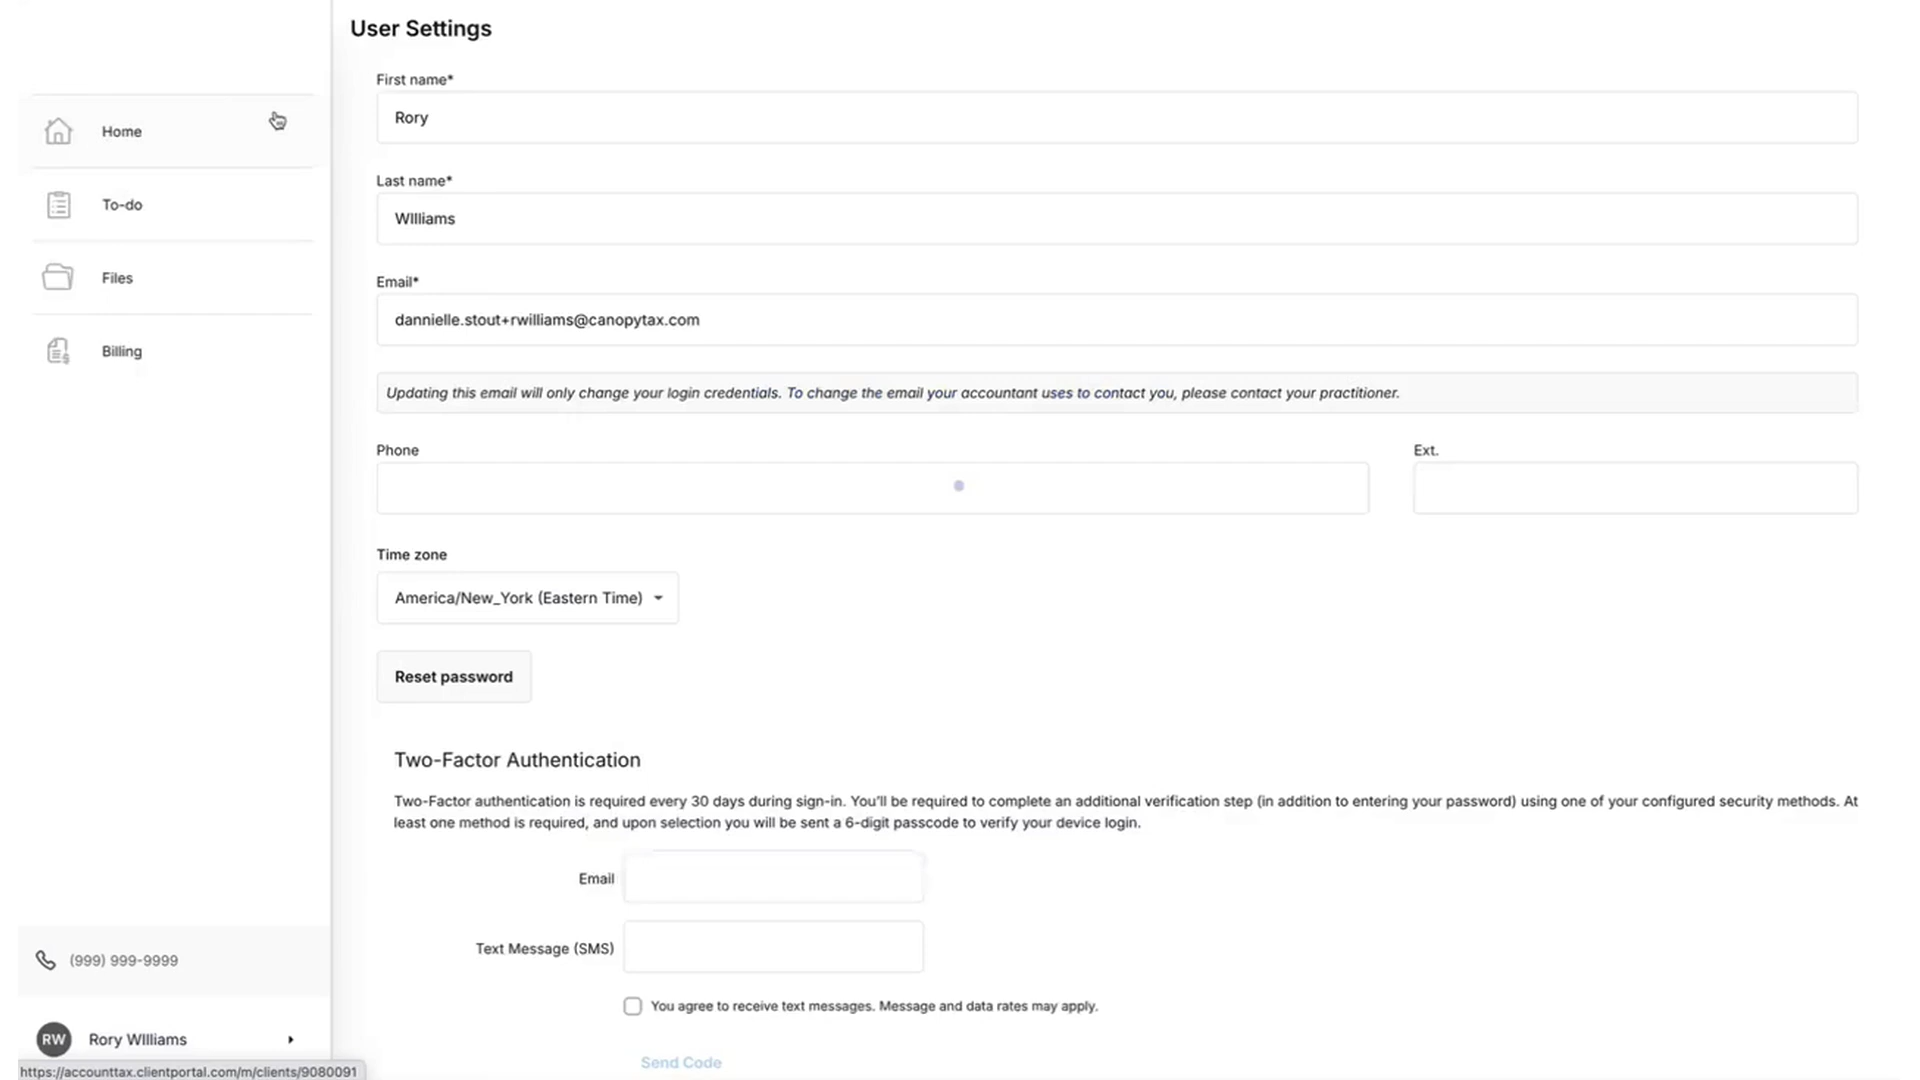 User Settings
Home
To-do
Files
Billing
First name*
Rory
Last name*
WIlliams
Email*
dannielle.stout+rwilliams@canopytax.com
Updating this email will only change your login credentials. To change the email your accountant uses to contact you, please contact your practitioner.
Phone
Ext.
Time zone
America/New_York (Eastern Time)
Reset password
Two-Factor Authentication
Two-Factor authentication is required every 30 days during sign-in. You'll be required to complete an additional verification step (in addition to entering your password) using one of your configured security methods. At
least one method is required, and upon selection you will be sent a 6-digit passcode to verify your device login.
Email
Text Message (SMS)
You agree to receive text messages. Message and data rates may apply.
Send Code
(999) 999-9999
RW Rory WIlliams
https://accounttax.clientportal.com/m/clients/9080091